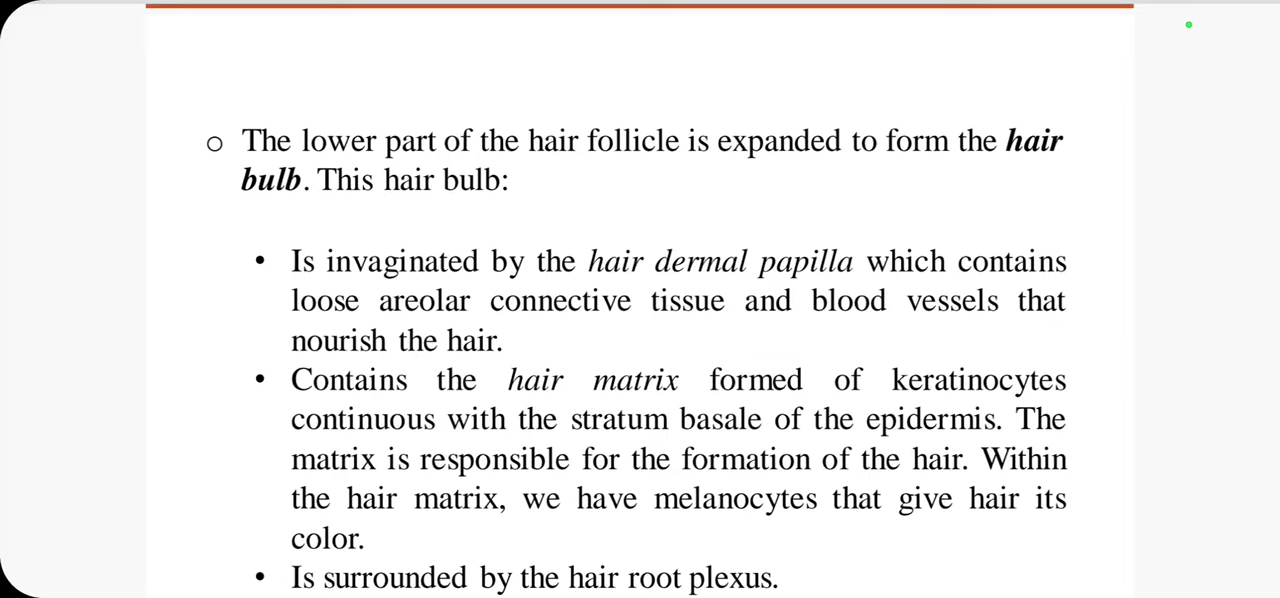 ○ The lower part of the hair follicle is expanded to form the hair
bulb. This hair bulb:
• Is invaginated by the hair dermal papilla which contains
loose areolar connective tissue and blood vessels that
nourish the hair.
• Contains the hair matrix formed of keratinocytes
continuous with the stratum basale of the epidermis. The
matrix is responsible for the formation of the hair. Within
the hair matrix, we have melanocytes that give hair its
color.
• Is surrounded by the hair root plexus.